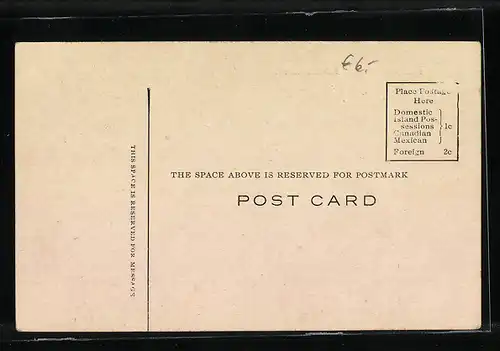 €6.-
Place Postage
Here
Domestic
Island Pos-
sessions
Canadian
Mexican
1c
Foreign 2c
THE SPACE ABOVE IS RESERVED FOR POSTMARK
POST CARD
THIS SPACE IS RESERVED FOR MESSAGE